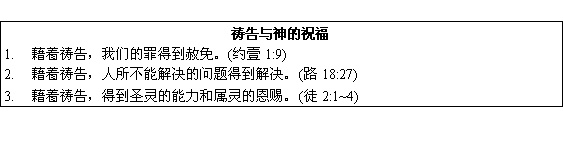 祷告与神的祝福
1. 藉着祷告，我们的罪得到赦免。(约壹 1:9)
2. 藉着祷告，人所不能解决的问题得到解决。(路 18:27)
3. 藉着祷告，得到圣灵的能力和属灵的恩赐。(徒 2:1~4)